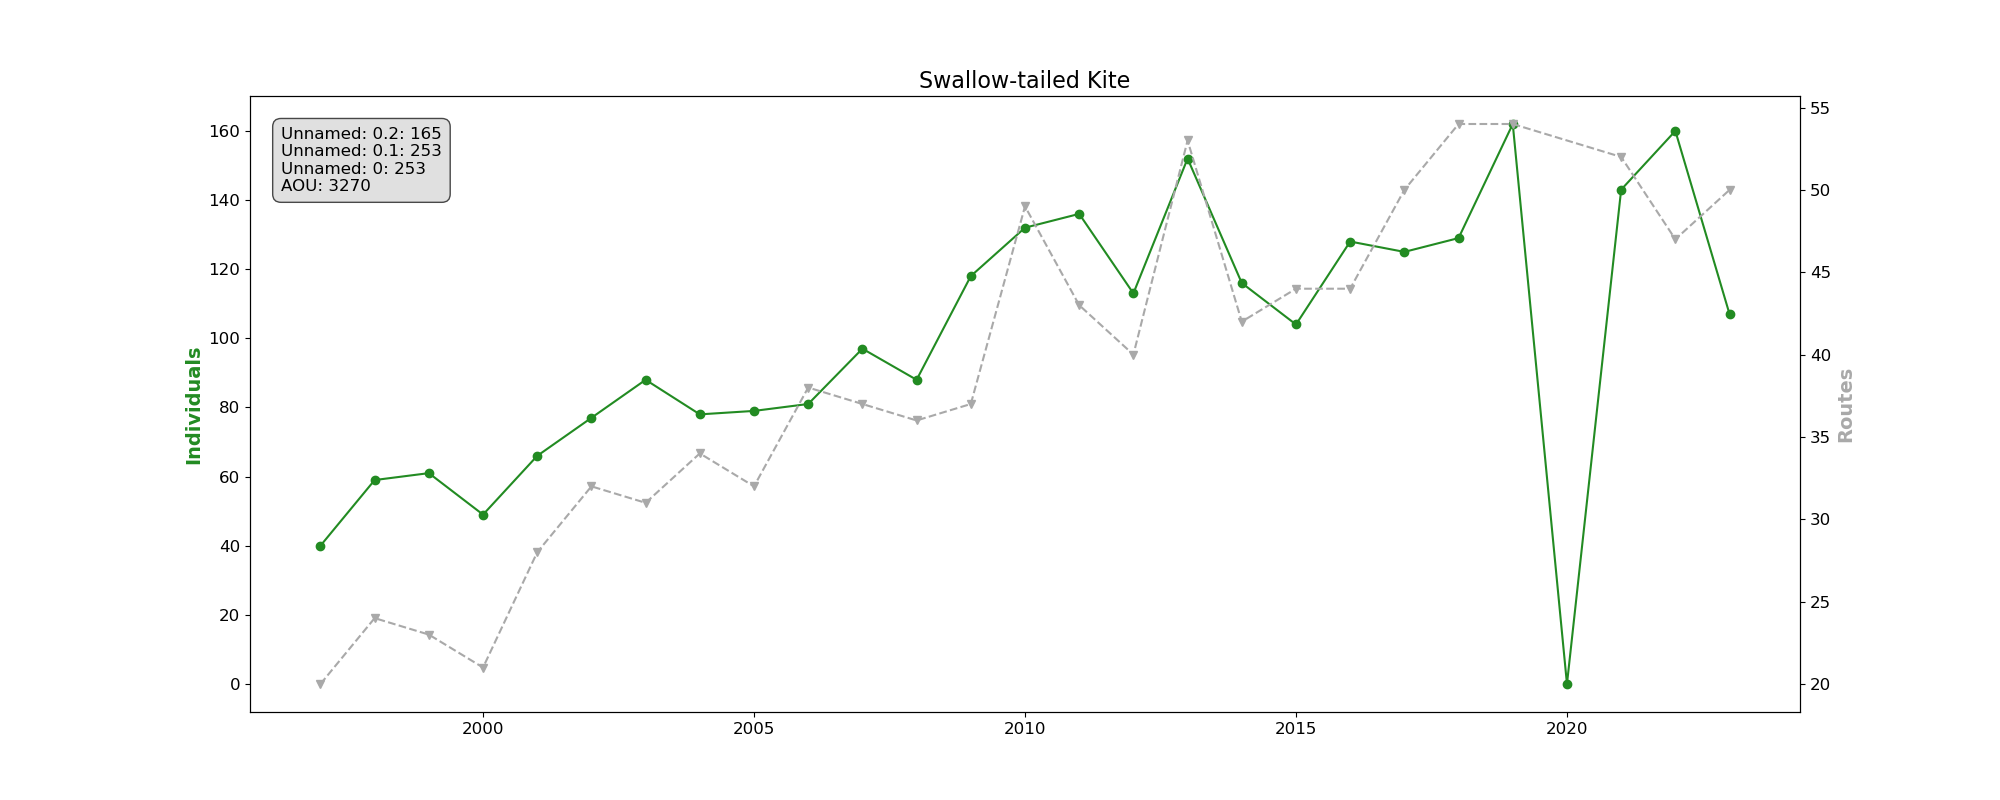 Swallow-tailed Kite
Unnamed: 0.2: 165
Unnamed: 0.1: 253
Unnamed: 0: 253
AOU: 3270
Individuals
160
140
120
100
80
60
40
20
0
55
50
45
40
35
30
25
20
Routes
2000 2005 2010 2015 2020